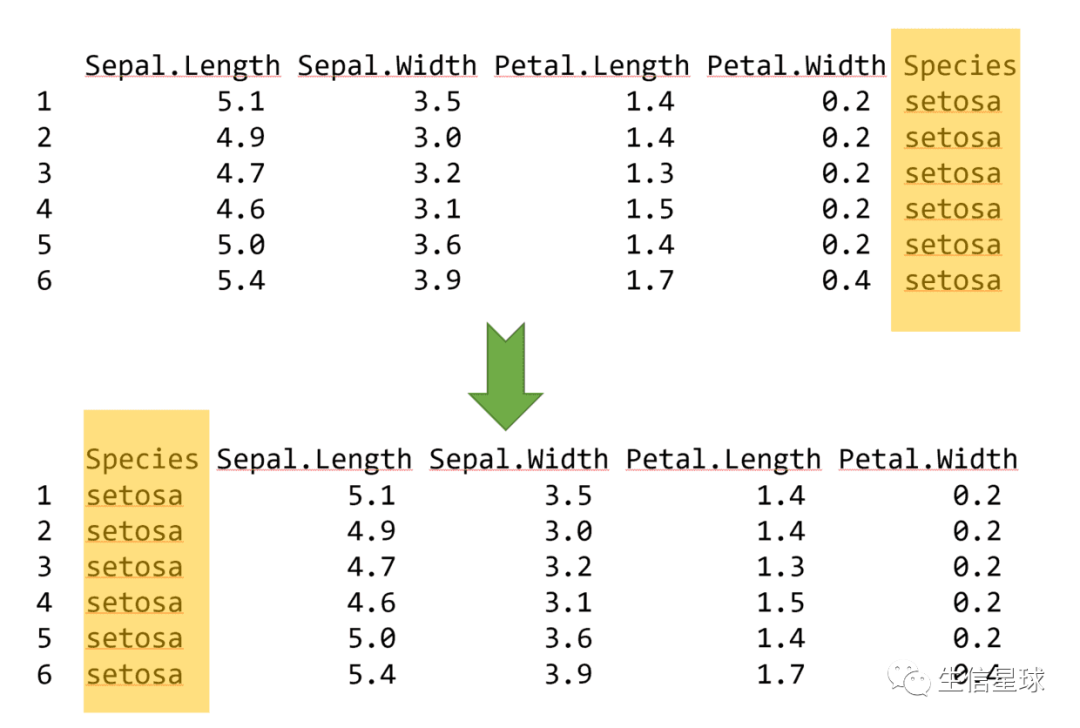 Sepal.Length Sepal.Width Petal.Length Petal.Width Species
1 5.1 3.5 1.4 0.2 setosa
2 4.9 3.0 1.4 0.2 setosa
3 4.7 3.2 1.3 0.2 setosa
4 4.6 3.1 1.5 0.2 setosa
5 5.0 3.6 1.4 0.2 setosa
6 5.4 3.9 1.7 0.4 setosa
Species Sepal.Length Sepal.Width Petal.Length Petal.Width
1 setosa 5.1 3.5 1.4 0.2
2 setosa 4.9 3.0 1.4 0.2
3 setosa 4.7 3.2 1.3 0.2
4 setosa 4.6 3.1 1.5 0.2
5 setosa 5.0 3.6 1.4 0.2
6 setosa 5.4 3.9 1.7 0.4
生信星球